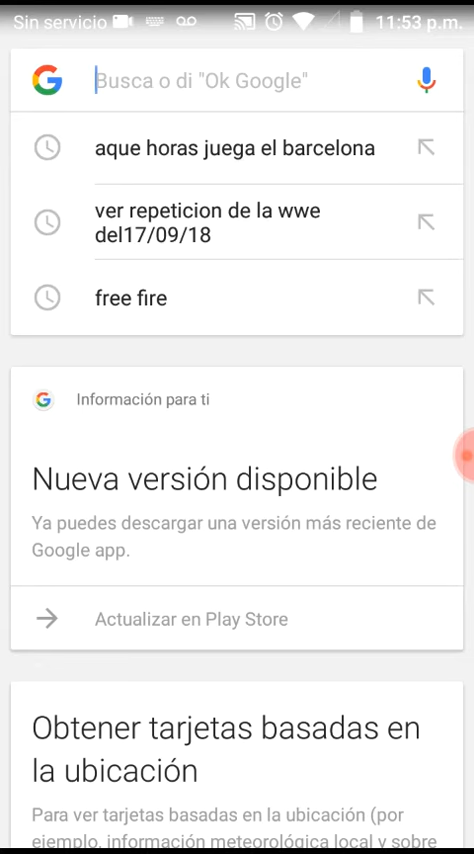 Sin servicio 11:53 p.m.
Busca o di "Ok Google"
aque horas juega el barcelona
ver repeticion de la wwe
del17/09/18
free fire
Información para ti
Nueva versión disponible
Ya puedes descargar una versión más reciente de
Google app.
Actualizar en Play Store
Obtener tarjetas basadas en
la ubicación
Para ver tarjetas basadas en la ubicación (por
ejemplo, información meteorológica local y sobre